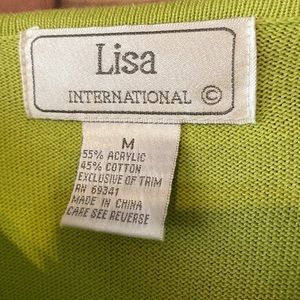 Lisa
INTERNATIONAL ©
M
55% ACRYLIC
45% COTTON
EXCLUSIVE OF TRIM
RN 69341
MADE IN CHINA
CARE SEE REVERSE